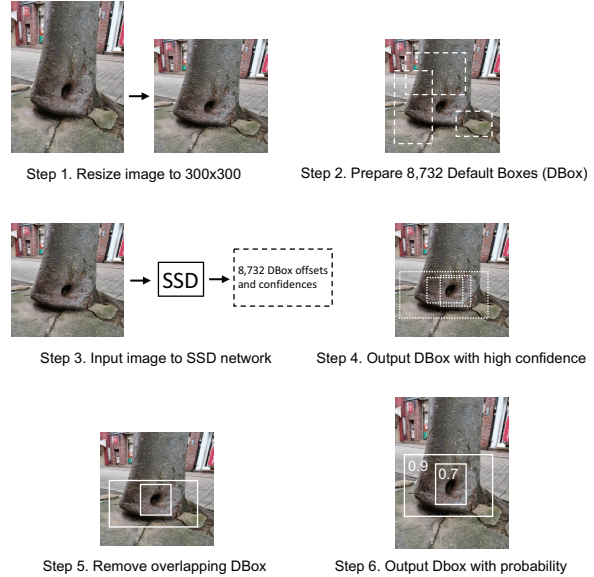 Step 1. Resize image to 300x300
Step 2. Prepare 8,732 Default Boxes (DBox)
SSD
8,732 DBox offsets
and confidences
Step 3. Input image to SSD network
Step 4. Output DBox with high confidence
0.9
0.7
Step 5. Remove overlapping DBox
Step 6. Output Dbox with probability